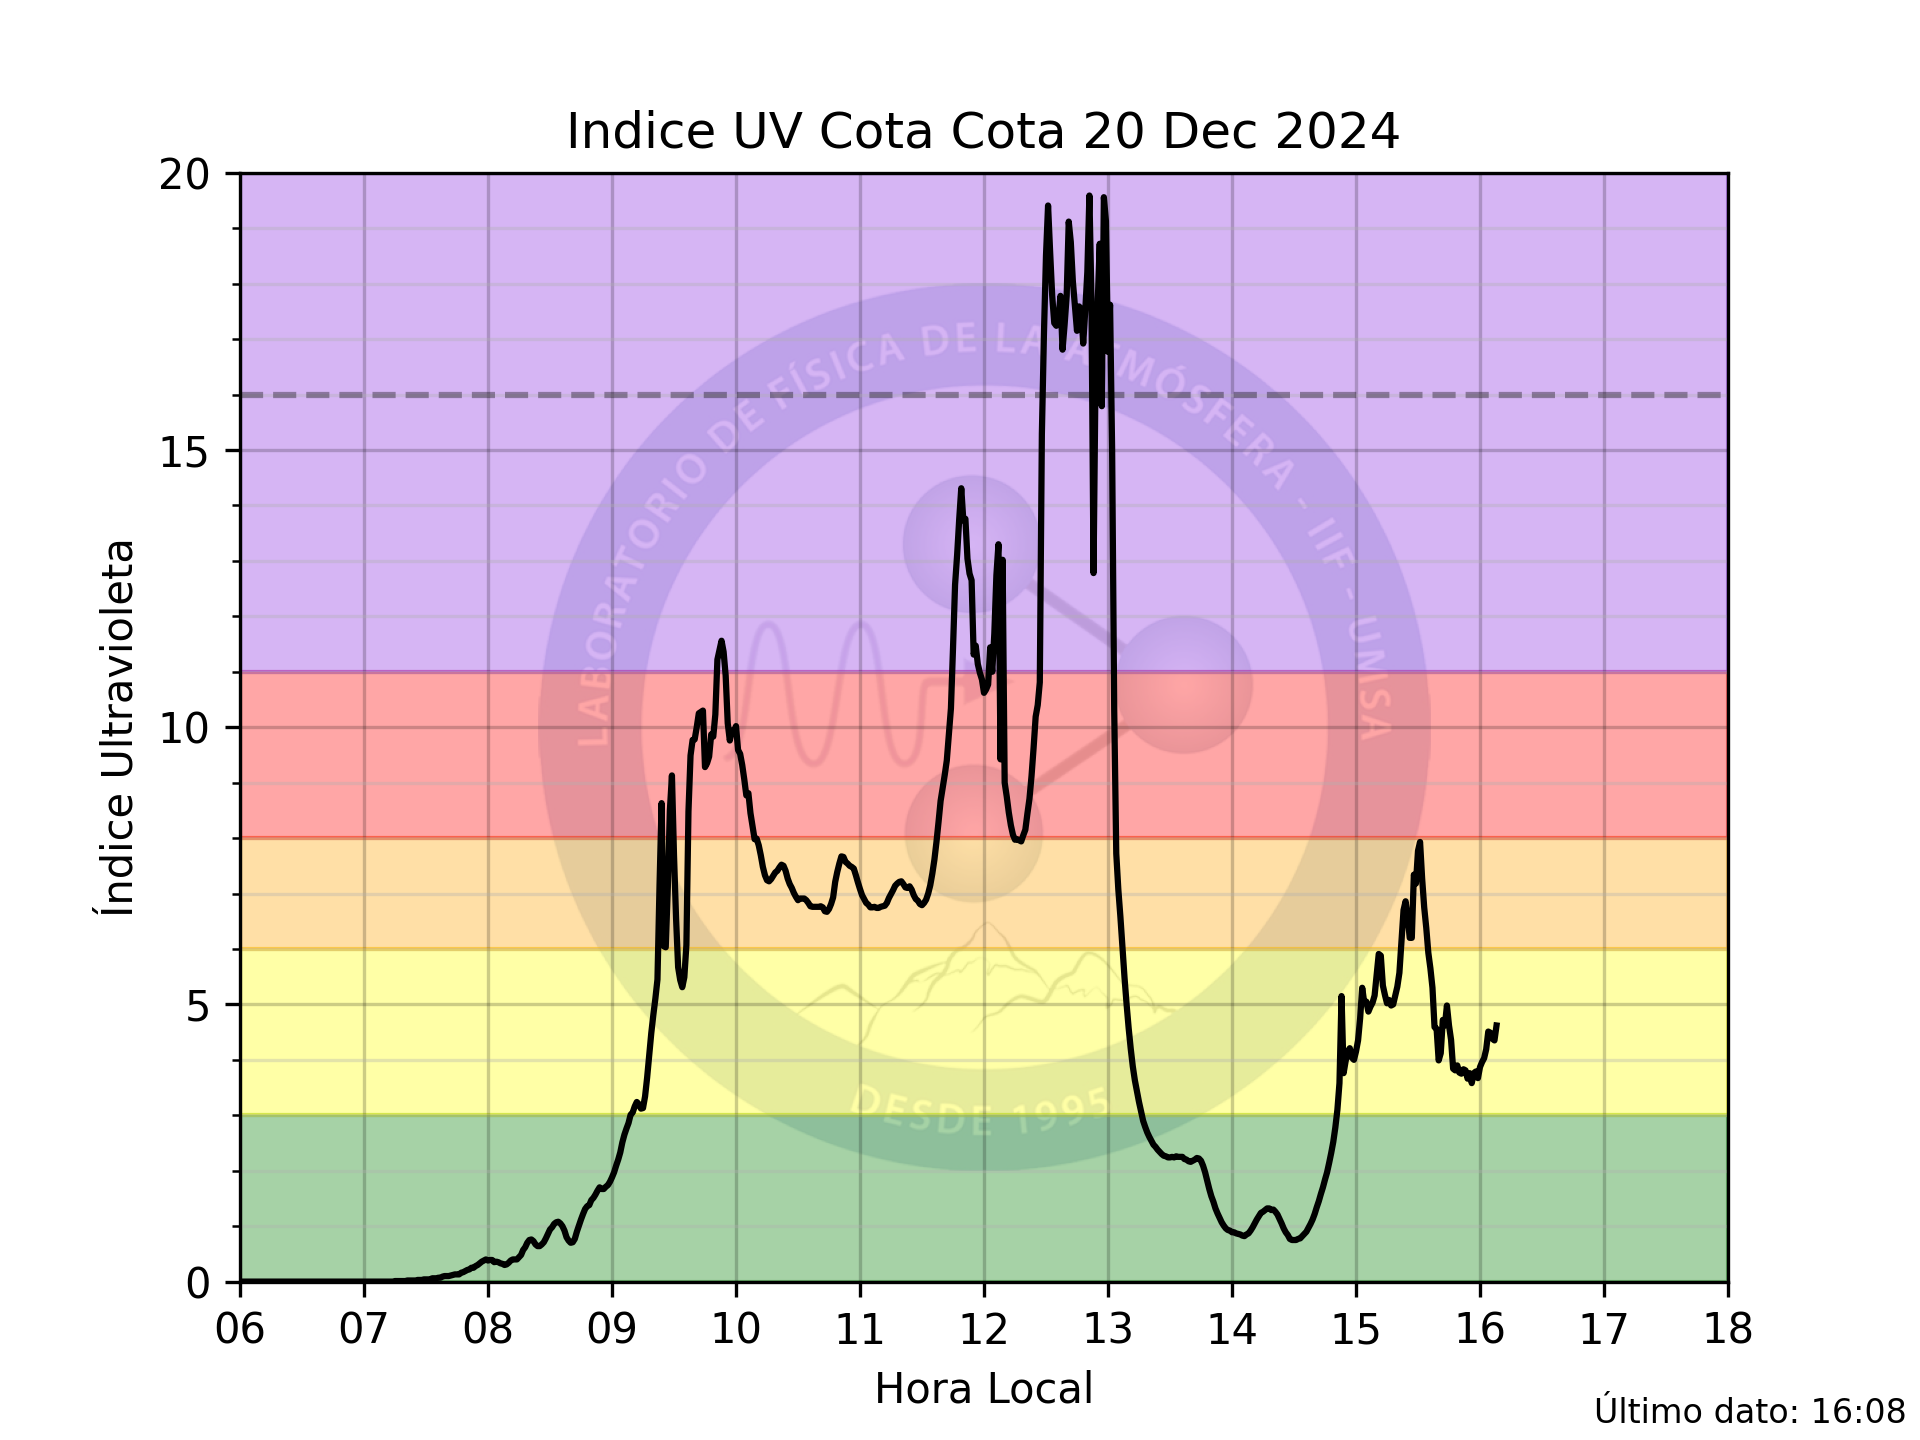 Indice UV Cota Cota 20 Dec 2024
20
15
10
5
0
Índice Ultravioleta
LABORATORIO DE FÍSICA DE LA ATMÓSFERA - IIF - UMSA
DESDE 1995
06 07 08 09 10 11 12 13 14 15 16 17 18
Hora Local
Último dato: 16:08